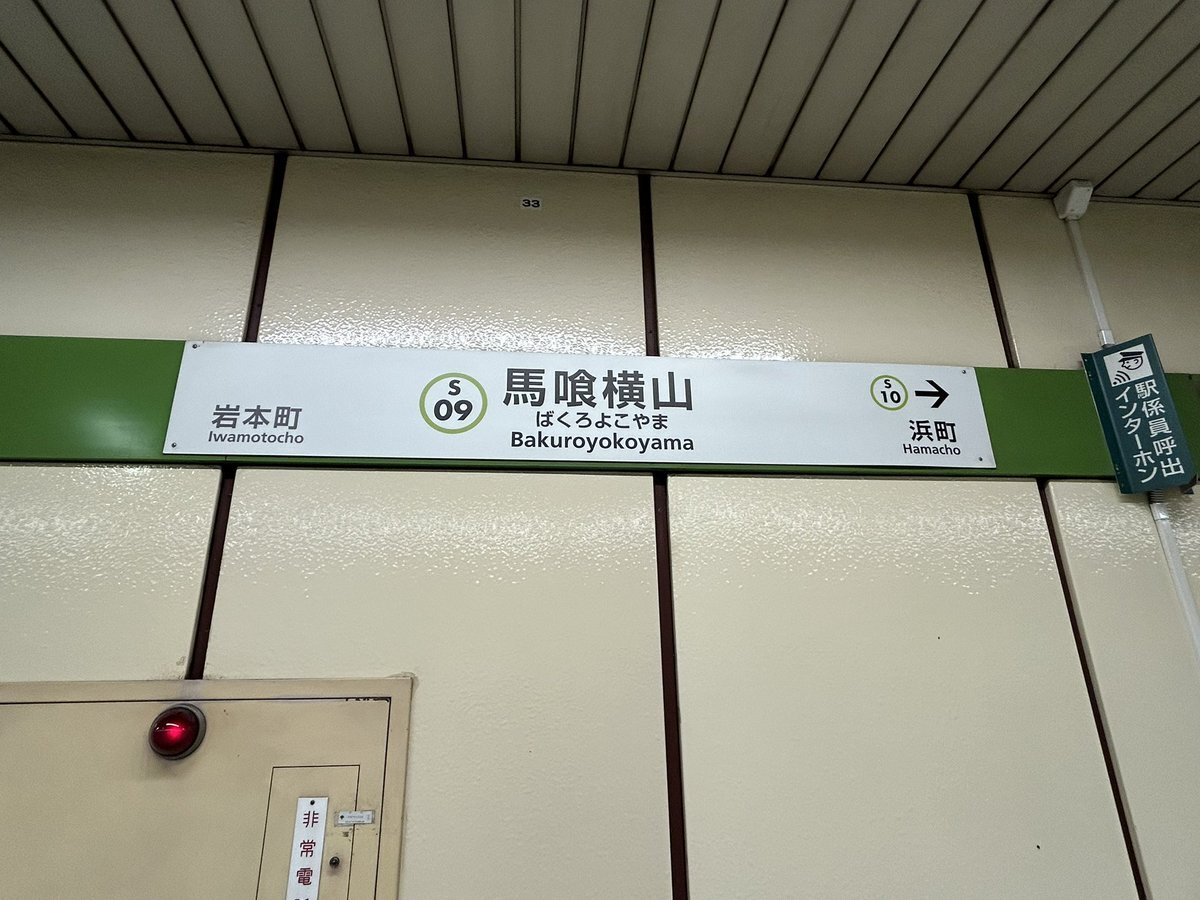 33
岩本町
Iwamotocho
S
09
馬喰横山
ばくろよこやま
Bakuroyokoyama
S
10
浜町
Hamacho
駅係員呼出
インターホン
非常電